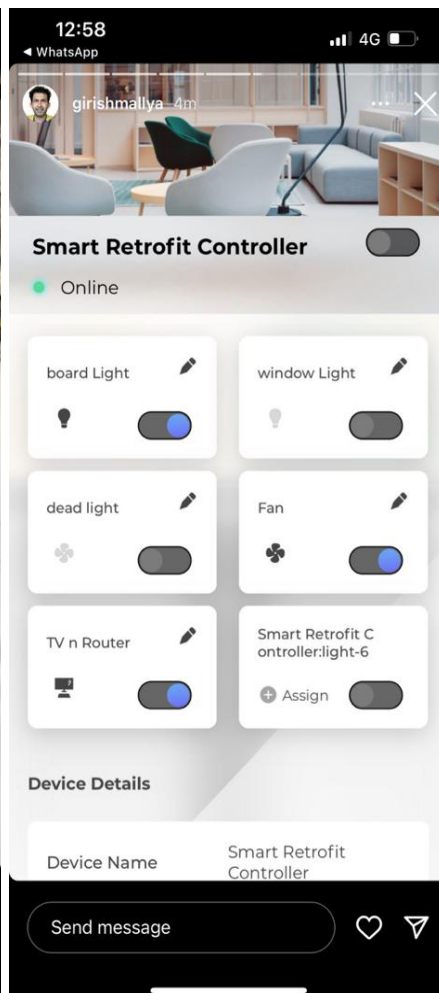 12:58
4G
WhatsApp
girishmallya 4m
Smart Retrofit Controller
Online
board Light
window Light
dead light
Fan
TV n Router
Smart Retrofit C
ontroller:light-6
Assign
Device Details
Device Name
Smart Retrofit
Controller
Send message